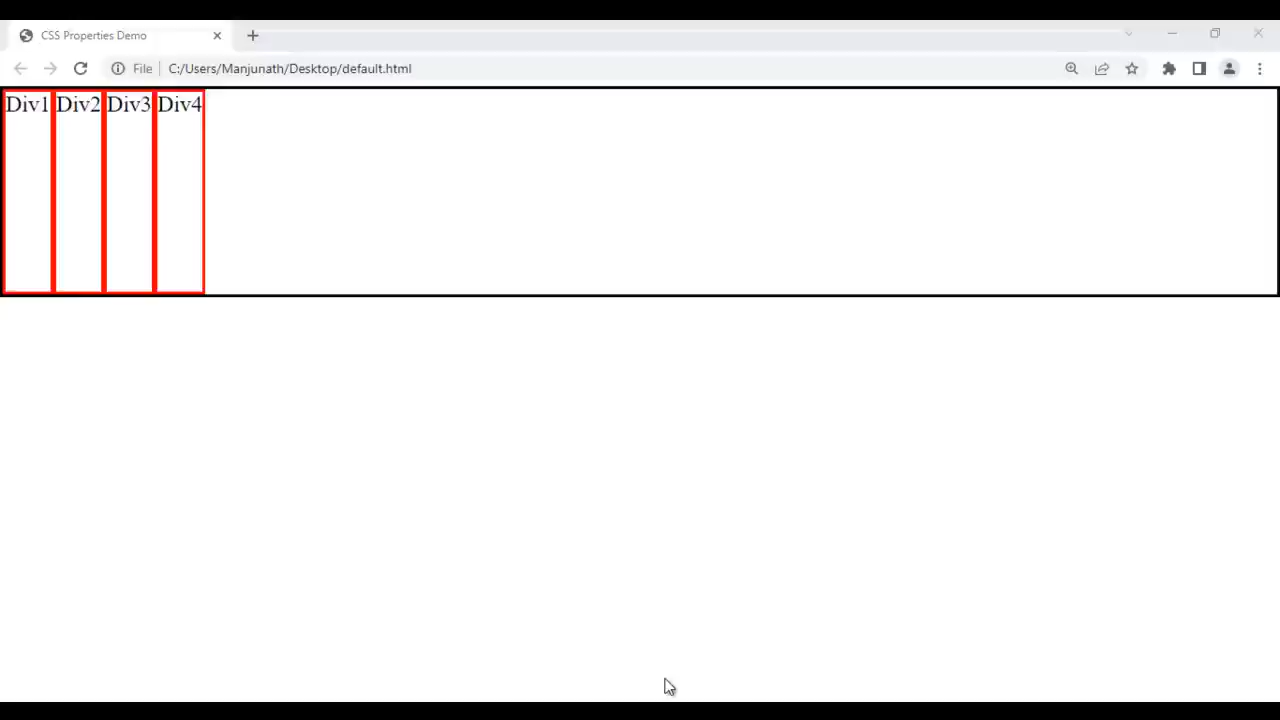 CSS Properties Demo
File C:/Users/Manjunath/Desktop/default.html
Div1 Div2 Div3 Div4